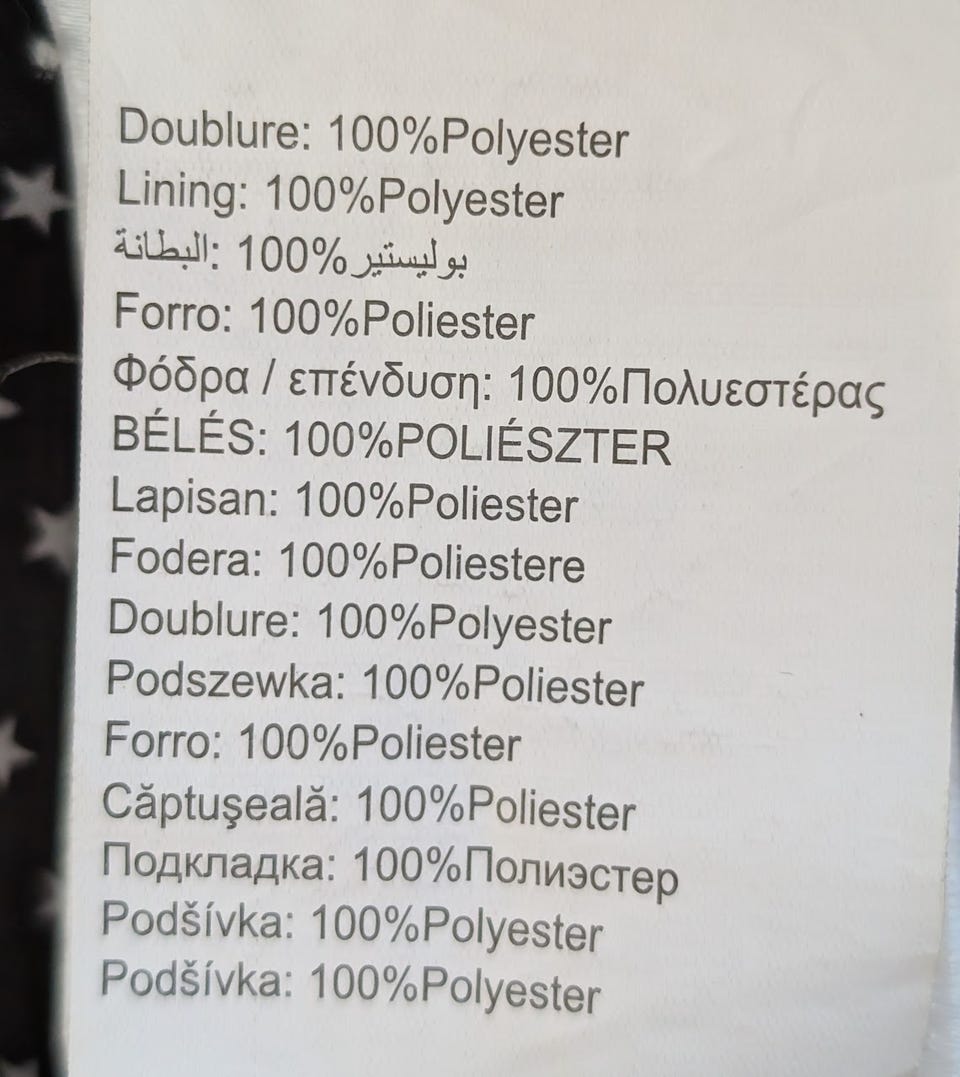 Doublure: 100%Polyester
Lining: 100%Polyester
البطانة: 100%بوليستير
Forro: 100%Poliester
Φόδρα / επένδυση: 100%Πολυεστέρας
BÉLÉS: 100%POLIÉSZTER
Lapisan: 100%Poliester
Fodera: 100%Poliestere
Doublure: 100%Polyester
Podszewka: 100%Poliester
Forro: 100%Poliester
Căptuşeală: 100%Poliester
Подкладка: 100%Полиэстер
Podšívka: 100%Polyester
Podšívka: 100%Polyester